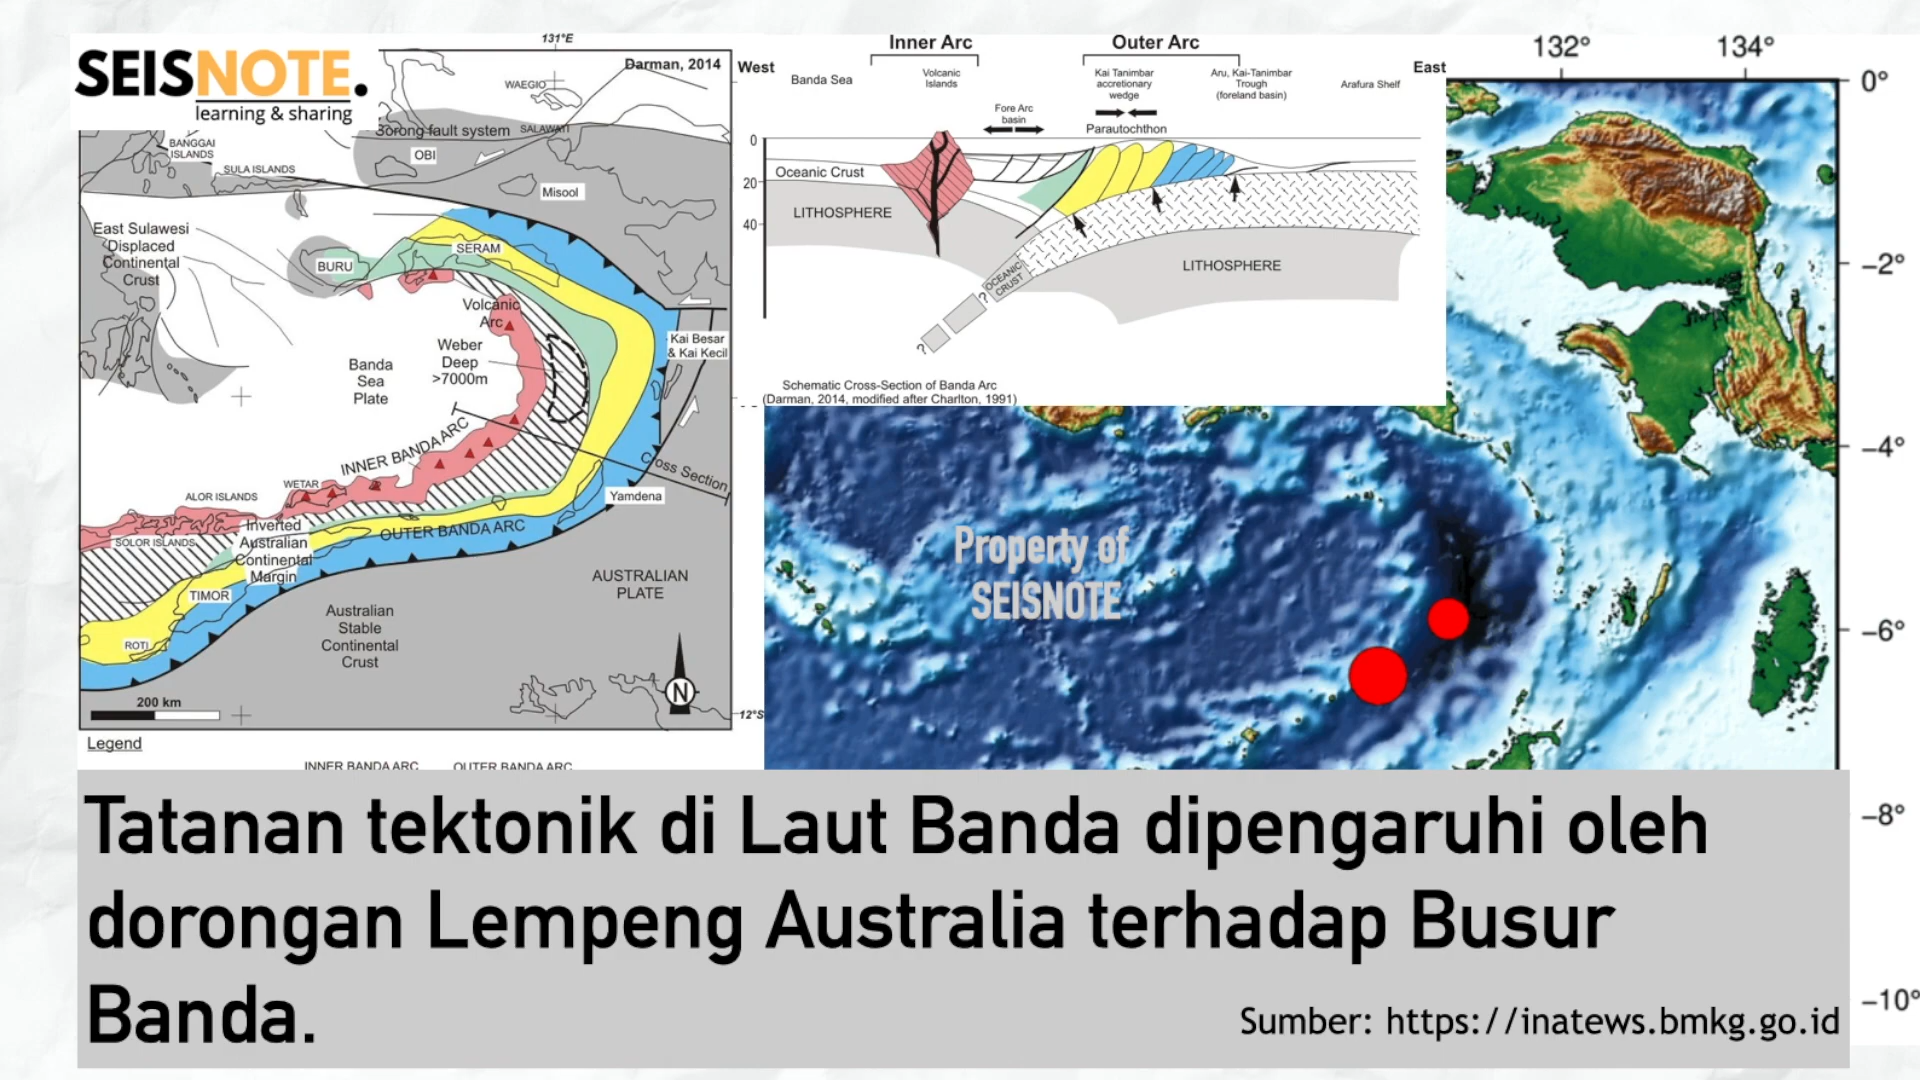 SEISNOTE.
learning & sharing
131°E
Darman, 2014
WAEGIO
Sorong fault system
SALAWATI
BANGGAI
ISLANDS
OBI
SULA ISLANDS
Misool
East Sulawesi
Displaced
Continental
Crust
SERAM
BURU
Volcanic
Arc
Weber
Deep
>7000m
Kai Besar
& Kai Kecil
Banda
Sea
Plate
INNER BANDA ARC
Cross Section
WETAR
ALOR ISLANDS
Yamdena
Inverted
Australian
Continental
Margin
SOLOR ISLANDS
OUTER BANDA ARC
TIMOR
AUSTRALIAN
PLATE
Australian
Stable
Continental
Crust
ROTI
N
200 km
12°S
Legend
INNER BANDA ARC OUTER BANDA ARC
Inner Arc
Outer Arc
West
East
Banda Sea
Volcanic
Islands
Kai Tanimbar
accretionary
wedge
Aru, Kai-Tanimbar
Trough
(foreland basin)
Arafura Shelf
Fore Arc
basin
Parautochthon
0
20
40
Oceanic Crust
LITHOSPHERE
LITHOSPHERE
OCEANIC
CRUST
?
?
Schematic Cross-Section of Banda Arc
(Darman, 2014, modified after Charlton, 1991)
132° 134°
0°
-2°
-4°
-6°
-8°
-10°
Property of
SEISNOTE
Tatanan tektonik di Laut Banda dipengaruhi oleh
dorongan Lempeng Australia terhadap Busur
Banda.
Sumber: https://inatews.bmkg.go.id